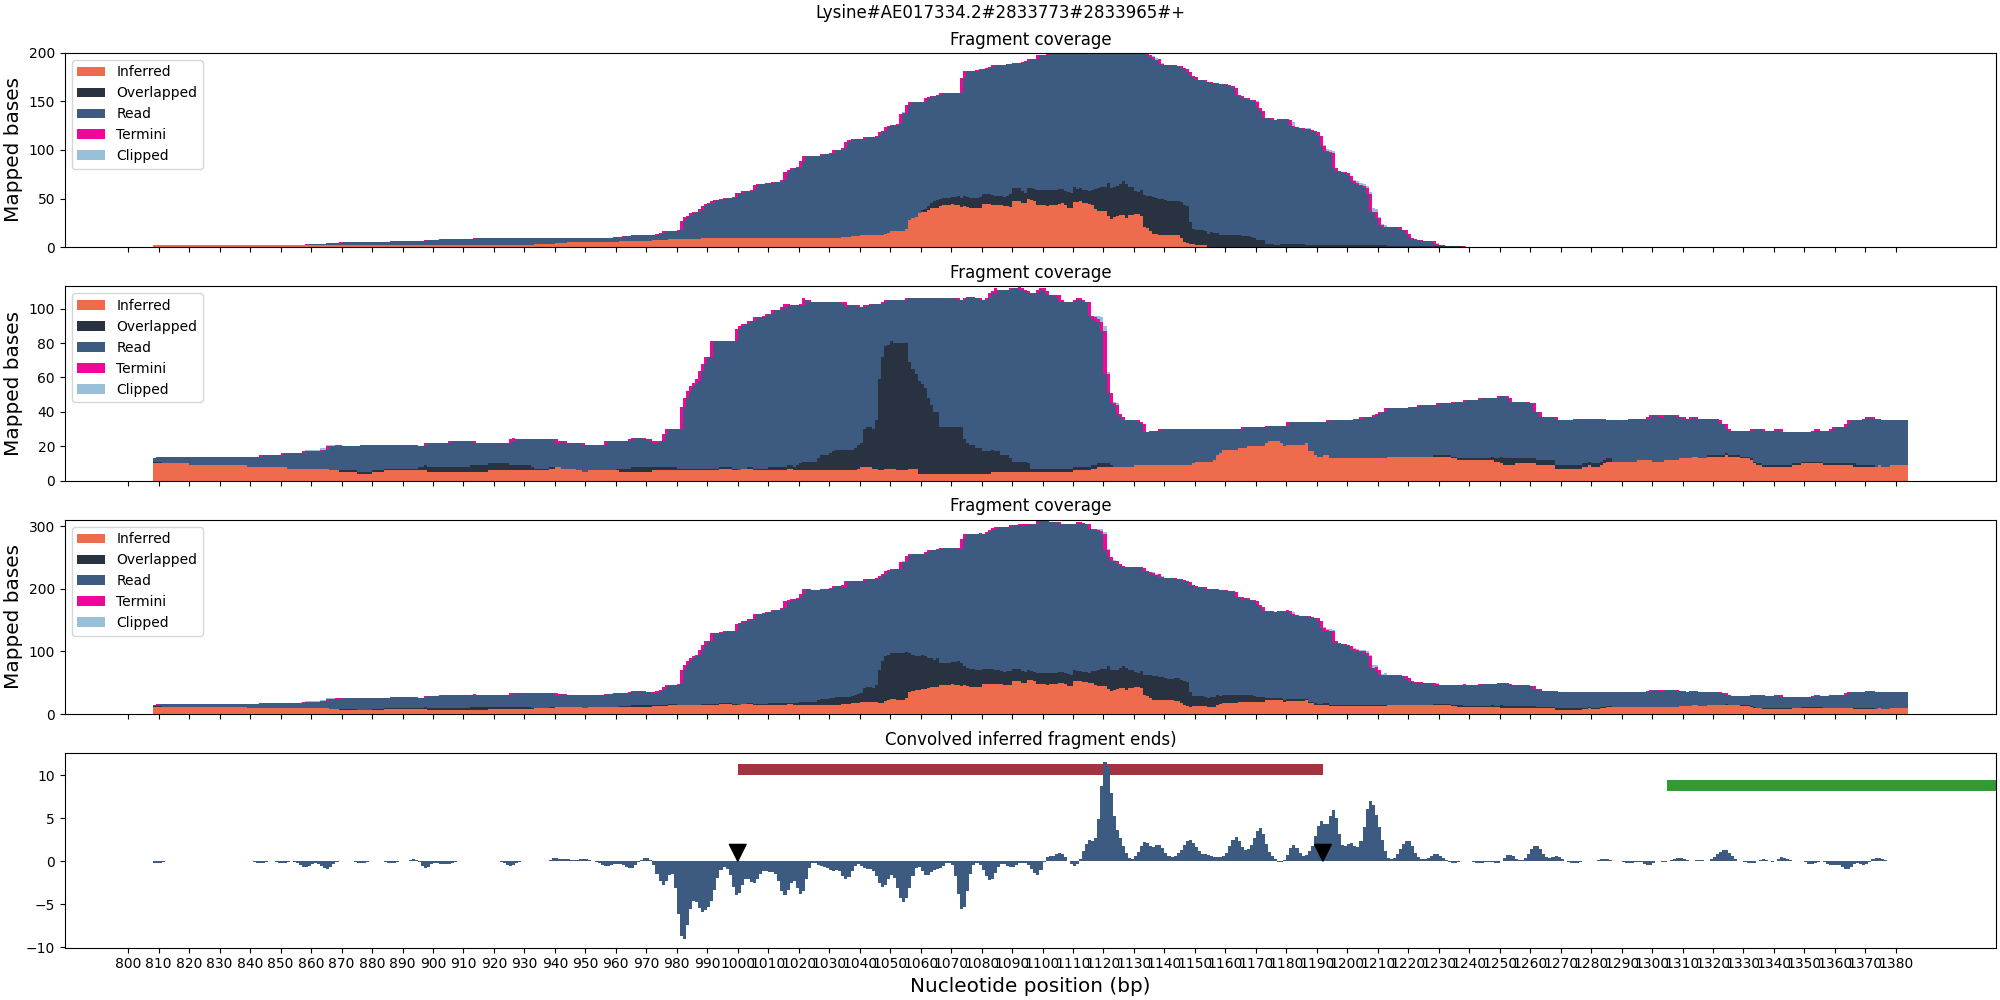 Lysine#AE017334.2#2833773#2833965#+
Fragment coverage
200
150
100
50
0
Mapped bases
Inferred
Overlapped
Read
Termini
Clipped
Fragment coverage
100
80
60
40
20
0
Mapped bases
Inferred
Overlapped
Read
Termini
Clipped
Fragment coverage
300
200
100
0
Mapped bases
Inferred
Overlapped
Read
Termini
Clipped
Convolved inferred fragment ends)
10
5
0
−5
−10
800 810 820 830 840 850 860 870 880 890 900 910 920 930 940 950 960 970 980 990 1000 1010 1020 1030 1040 1050 1060 1070 1080 1090 1100 1110 1120 1130 1140 1150 1160 1170 1180 1190 1200 1210 1220 1230 1240 1250 1260 1270 1280 1290 1300 1310 1320 1330 1340 1350 1360 1370 1380
Nucleotide position (bp)